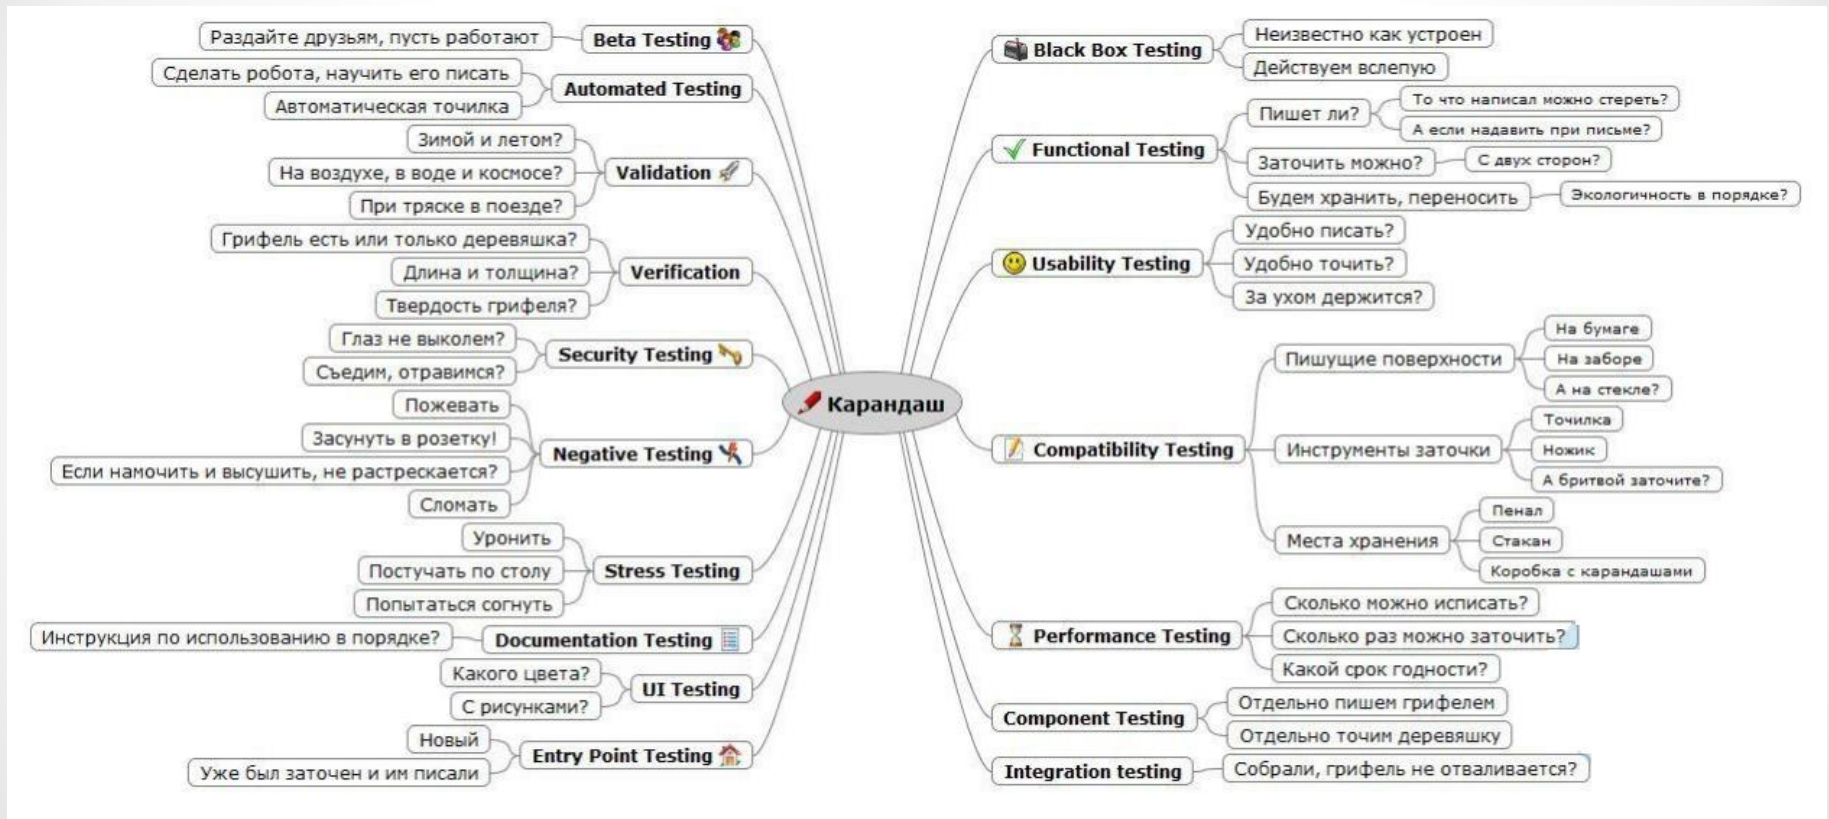 Карандаш
Beta Testing
Раздайте друзьям, пусть работают
Automated Testing
Сделать робота, научить его писать
Автоматическая точилка
Validation
Зимой и летом?
На воздухе, в воде и космосе?
При тряске в поезде?
Verification
Грифель есть или только деревяшка?
Длина и толщина?
Твердость грифеля?
Security Testing
Глаз не выколем?
Съедим, отравимся?
Negative Testing
Пожевать
Засунуть в розетку!
Если намочить и высушить, не растрескается?
Сломать
Stress Testing
Уронить
Постучать по столу
Попытаться согнуть
Documentation Testing
Инструкция по использованию в порядке?
UI Testing
Какого цвета?
С рисунками?
Entry Point Testing
Новый
Уже был заточен и им писали
Black Box Testing
Неизвестно как устроен
Действуем вслепую
Functional Testing
Пишет ли?
То что написал можно стереть?
А если надавить при письме?
Заточить можно?
С двух сторон?
Будем хранить, переносить
Экологичность в порядке?
Usability Testing
Удобно писать?
Удобно точить?
За ухом держится?
Compatibility Testing
Пишущие поверхности
На бумаге
На заборе
А на стекле?
Инструменты заточки
Точилка
Ножик
А бритвой заточите?
Места хранения
Пенал
Стакан
Коробка с карандашами
Performance Testing
Сколько можно исписать?
Сколько раз можно заточить?
Какой срок годности?
Component Testing
Отдельно пишем грифелем
Отдельно точим деревяшку
Integration testing
Собрали, грифель не отваливается?